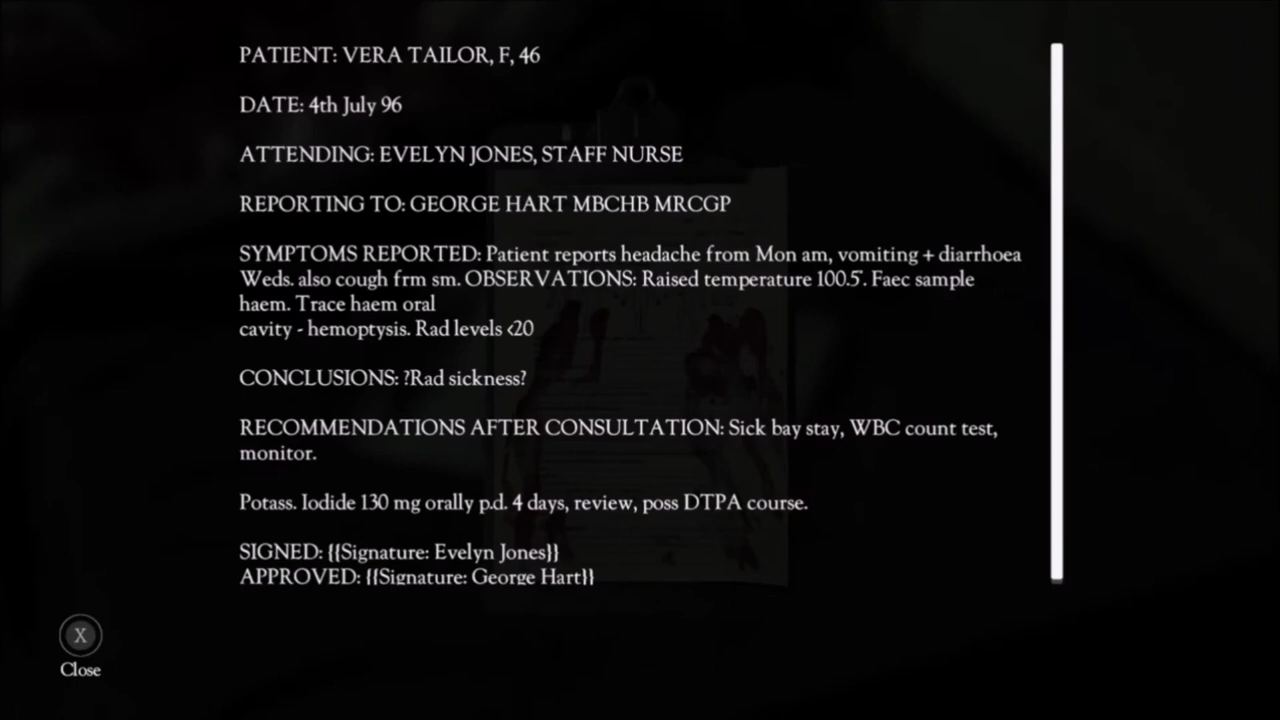 PATIENT: VERA TAILOR, F, 46
DATE: 4th July 96
ATTENDING: EVELYN JONES, STAFF NURSE
REPORTING TO: GEORGE HART MBCHB MRCGP
SYMPTOMS REPORTED: Patient reports headache from Mon am, vomiting + diarrhoea
Weds. also cough frm sm. OBSERVATIONS: Raised temperature 100.5°. Faec sample
haem. Trace haem oral
cavity - hemoptysis. Rad levels <20
CONCLUSIONS: ?Rad sickness?
RECOMMENDATIONS AFTER CONSULTATION: Sick bay stay, WBC count test,
monitor.
Potass. Iodide 130 mg orally p.d. 4 days, review, poss DTPA course.
SIGNED: {{Signature: Evelyn Jones}}
APPROVED: {{Signature: George Hart}}
X
Close